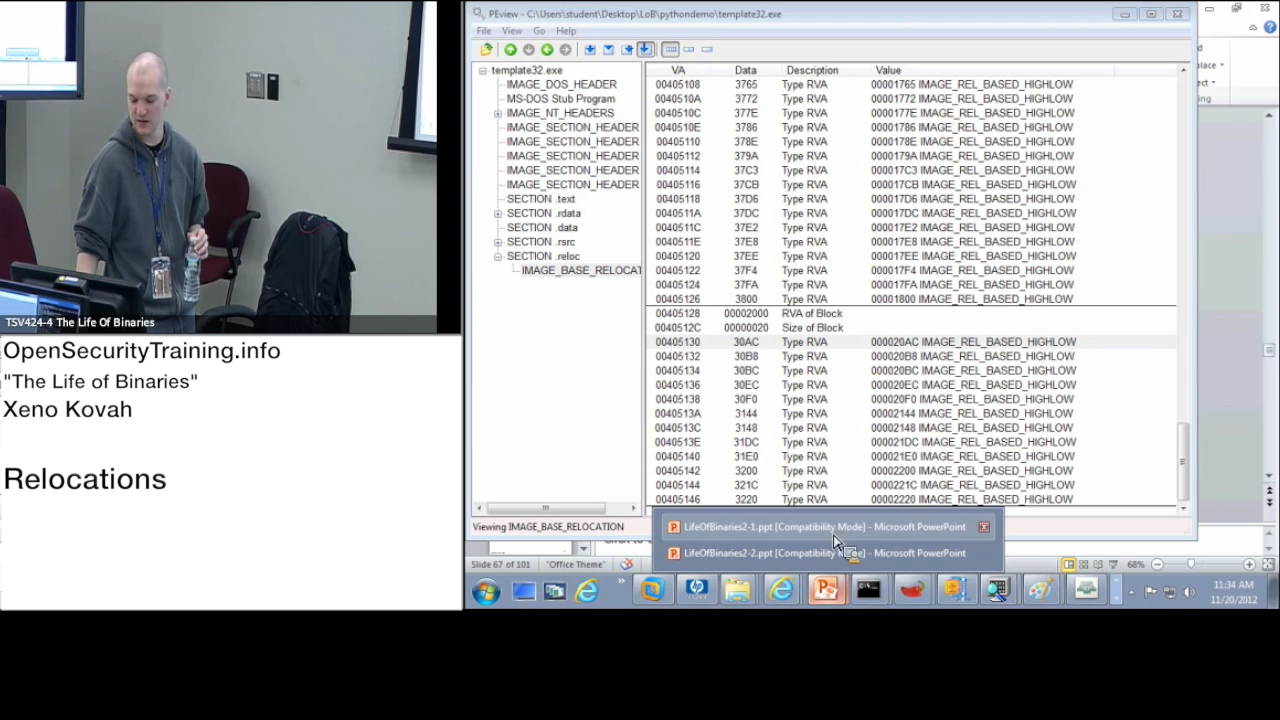 TSV424-4 The Life Of Binaries
OpenSecurityTraining.info
"The Life of Binaries"
Xeno Kovah
Relocations
PEview - C:\Users\student\Desktop\LoB\pythondemo\template32.exe
File View Go Help
template32.exe
IMAGE_DOS_HEADER
MS-DOS Stub Program
IMAGE_NT_HEADERS
IMAGE_SECTION_HEADER
IMAGE_SECTION_HEADER
IMAGE_SECTION_HEADER
IMAGE_SECTION_HEADER
IMAGE_SECTION_HEADER
SECTION .text
SECTION .rdata
SECTION .data
SECTION .rsrc
SECTION .reloc
IMAGE_BASE_RELOCAT
VA Data Description Value
00405108 3765 Type RVA 00001765 IMAGE_REL_BASED_HIGHLOW
0040510A 3772 Type RVA 00001772 IMAGE_REL_BASED_HIGHLOW
0040510C 377E Type RVA 0000177E IMAGE_REL_BASED_HIGHLOW
0040510E 3786 Type RVA 00001786 IMAGE_REL_BASED_HIGHLOW
00405110 378E Type RVA 0000178E IMAGE_REL_BASED_HIGHLOW
00405112 379A Type RVA 0000179A IMAGE_REL_BASED_HIGHLOW
00405114 37C3 Type RVA 000017C3 IMAGE_REL_BASED_HIGHLOW
00405116 37CB Type RVA 000017CB IMAGE_REL_BASED_HIGHLOW
00405118 37D6 Type RVA 000017D6 IMAGE_REL_BASED_HIGHLOW
0040511A 37DC Type RVA 000017DC IMAGE_REL_BASED_HIGHLOW
0040511C 37E2 Type RVA 000017E2 IMAGE_REL_BASED_HIGHLOW
0040511E 37E8 Type RVA 000017E8 IMAGE_REL_BASED_HIGHLOW
00405120 37EE Type RVA 000017EE IMAGE_REL_BASED_HIGHLOW
00405122 37F4 Type RVA 000017F4 IMAGE_REL_BASED_HIGHLOW
00405124 37FA Type RVA 000017FA IMAGE_REL_BASED_HIGHLOW
00405126 3800 Type RVA 00001800 IMAGE_REL_BASED_HIGHLOW
00405128 00002000 RVA of Block
0040512C 00000020 Size of Block
00405130 30AC Type RVA 000020AC IMAGE_REL_BASED_HIGHLOW
00405132 30B8 Type RVA 000020B8 IMAGE_REL_BASED_HIGHLOW
00405134 30BC Type RVA 000020BC IMAGE_REL_BASED_HIGHLOW
00405136 30EC Type RVA 000020EC IMAGE_REL_BASED_HIGHLOW
00405138 30F0 Type RVA 000020F0 IMAGE_REL_BASED_HIGHLOW
0040513A 3144 Type RVA 00002144 IMAGE_REL_BASED_HIGHLOW
0040513C 3148 Type RVA 00002148 IMAGE_REL_BASED_HIGHLOW
0040513E 31DC Type RVA 000021DC IMAGE_REL_BASED_HIGHLOW
00405140 31E0 Type RVA 000021E0 IMAGE_REL_BASED_HIGHLOW
00405142 3200 Type RVA 00002200 IMAGE_REL_BASED_HIGHLOW
00405144 321C Type RVA 0000221C IMAGE_REL_BASED_HIGHLOW
00405146 3220 Type RVA 00002220 IMAGE_REL_BASED_HIGHLOW
Viewing IMAGE_BASE_RELOCATION
LifeOfBinaries2-1.ppt [Compatibility Mode] - Microsoft PowerPoint
LifeOfBinaries2-2.ppt [Compatibility - Microsoft PowerPoint
Slide 67 of 101 "Office Theme" 68%
11:34 AM
11/20/2012